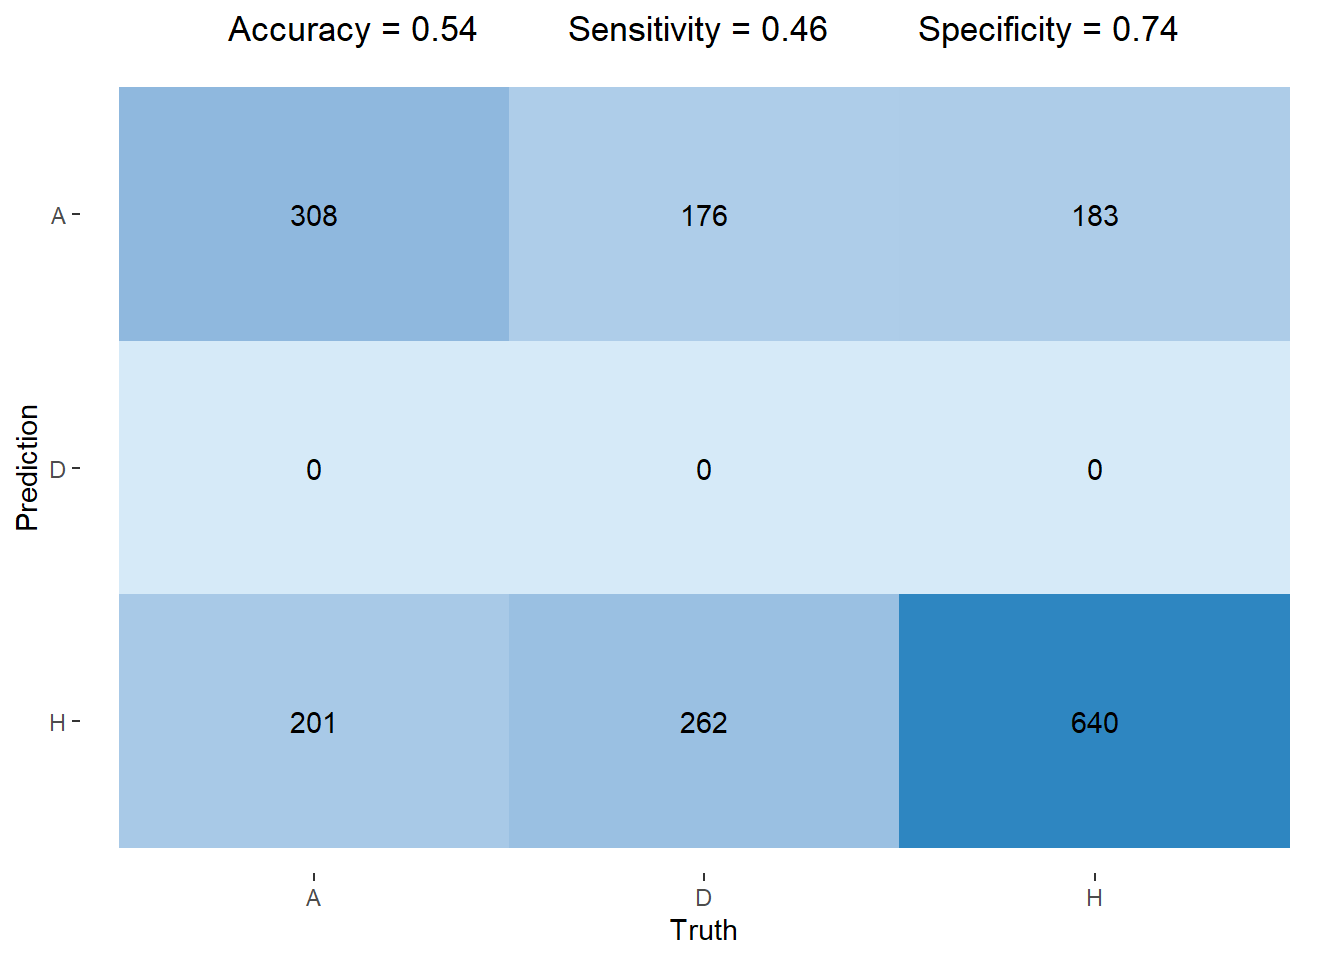 Accuracy = 0.54 Sensitivity = 0.46 Specificity = 0.74
A 308 176 183
Prediction
D 0 0 0
H 201 262 640
A D H
Truth